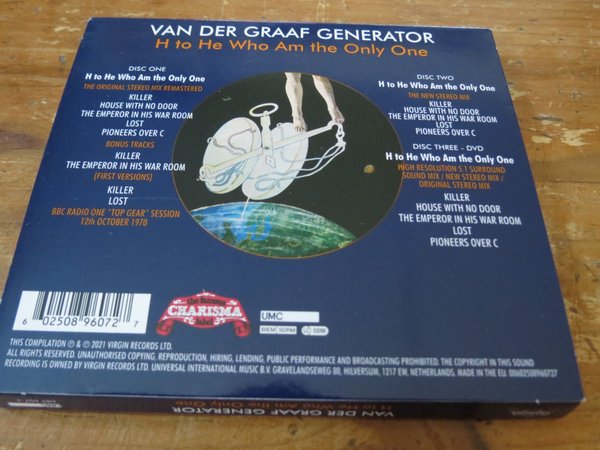 VAN DER GRAAF GENERATOR
H to He Who Am the Only One
DISC ONE
H to He Who Am the Only One
THE ORIGINAL STEREO MIX REMASTERED
KILLER
HOUSE WITH NO DOOR
THE EMPEROR IN HIS WAR ROOM
LOST
PIONEERS OVER C
BONUS TRACKS
KILLER
THE EMPEROR IN HIS WAR ROOM
(FIRST VERSIONS)
KILLER
LOST
BBC RADIO ONE "TOP GEAR" SESSION
12th OCTOBER 1970
DISC TWO
H to He Who Am the Only One
THE NEW STEREO MIX
KILLER
HOUSE WITH NO DOOR
THE EMPEROR IN HIS WAR ROOM
LOST
PIONEERS OVER C
DISC THREE - DVD
H to He Who Am the Only One
HIGH RESOLUTION 5.1 SURROUND
SOUND MIX / NEW STEREO MIX /
ORIGINAL STEREO MIX
KILLER
HOUSE WITH NO DOOR
THE EMPEROR IN HIS WAR ROOM
LOST
PIONEERS OVER C
6 02508 96072 7
the famous
CHARISMA
label
UMC
BIEM SDRM
THIS COMPILATION ℗ & © 2021 VIRGIN RECORDS LTD.
ALL RIGHTS RESERVED. UNAUTHORISED COPYING, REPRODUCTION, HIRING, LENDING, PUBLIC PERFORMANCE AND BROADCASTING PROHIBITED. THE COPYRIGHT IN THIS SOUND
RECORDING IS OWNED BY VIRGIN RECORDS LTD. UNIVERSAL INTERNATIONAL MUSIC B.V. GRAVELANDSEWEG 80, HILVERSUM, 1217 EW, NETHERLANDS. MADE IN THE EU. 00602508960727
VAN DER GRAAF GENERATOR
H to He Who Am the Only One